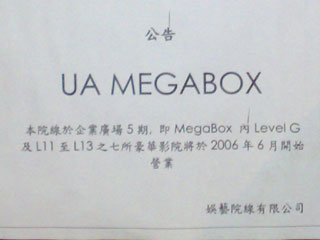 公告
UA MEGABOX
本院線於企業廣場5期, 即 MegaBox 內 Level G
及 L11 至 L13 之七所豪華影院將於 2006 年 6 月開始
營業
娛藝院線有限公司